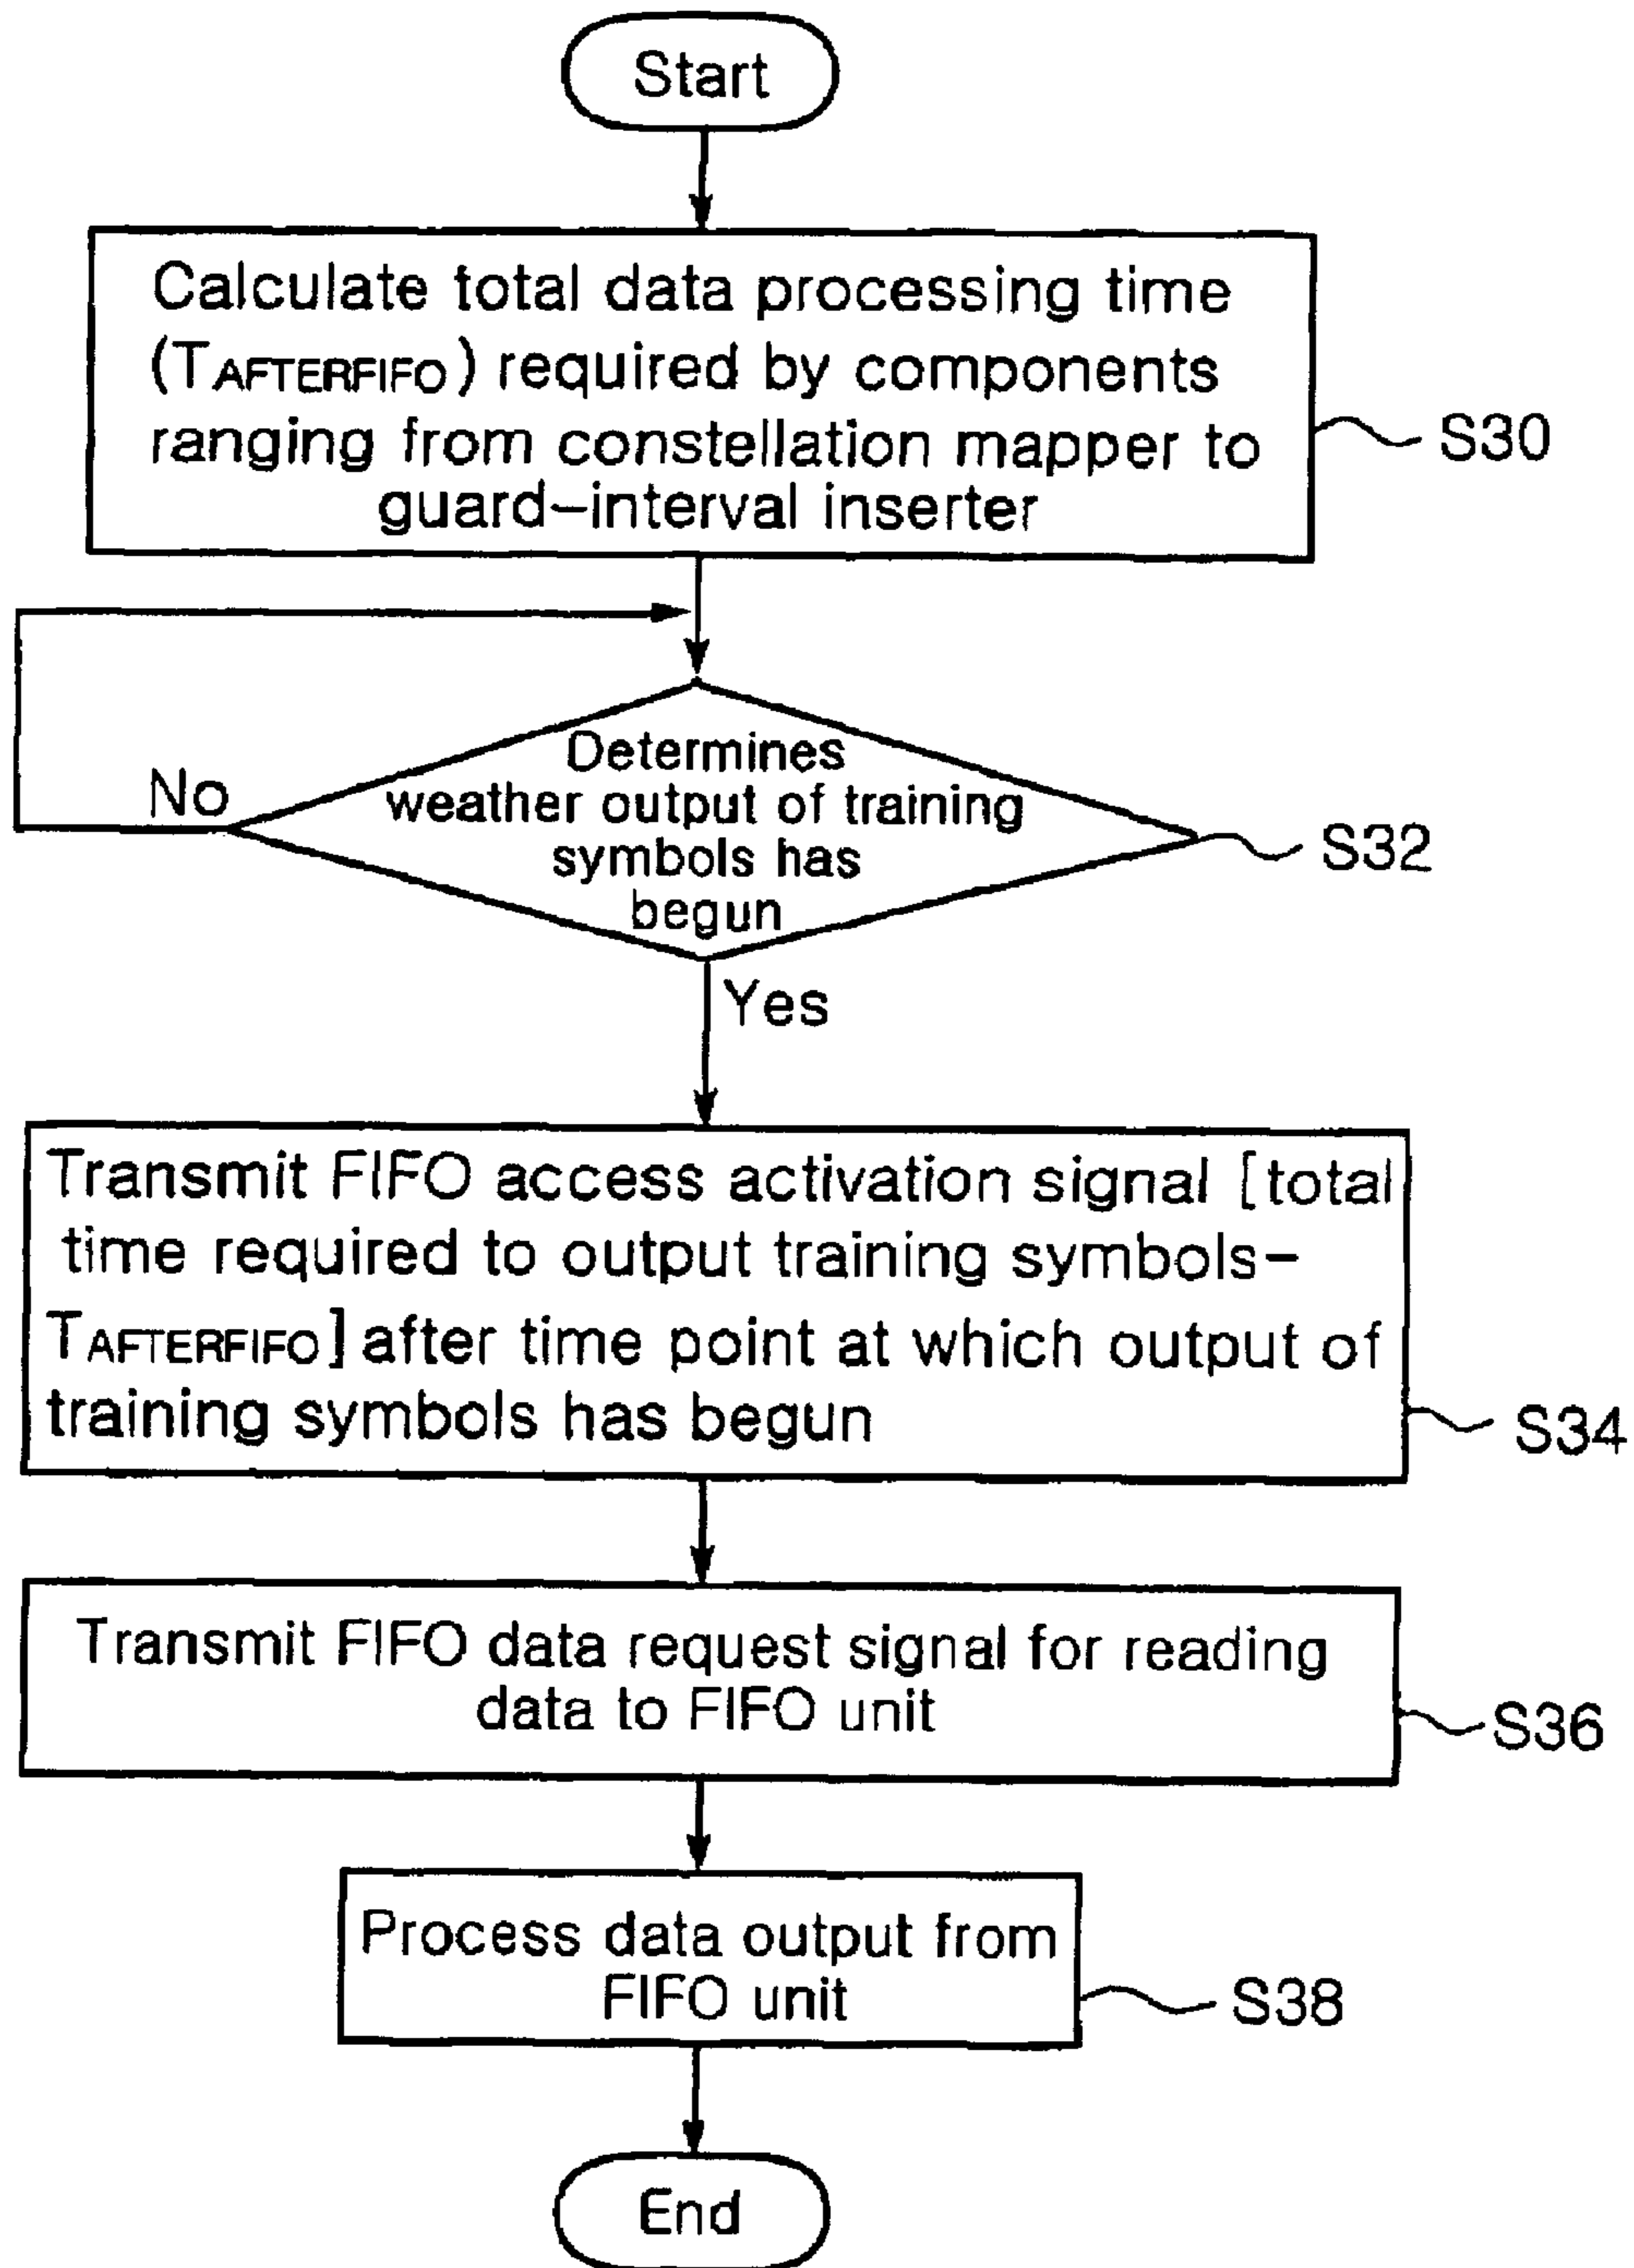 Start
Calculate total data processing time
(TAFTERFIFO) required by components
ranging from constellation mapper to
guard-interval inserter
S30
Determines
weather output of training
symbols has
begun
No
S32
Yes
Transmit FIFO access activation signal [total
time required to output training symbols-
TAFTERFIFO] after time point at which output of
training symbols has begun
S34
Transmit FIFO data request signal for reading
data to FIFO unit
S36
Process data output from
FIFO unit
S38
End